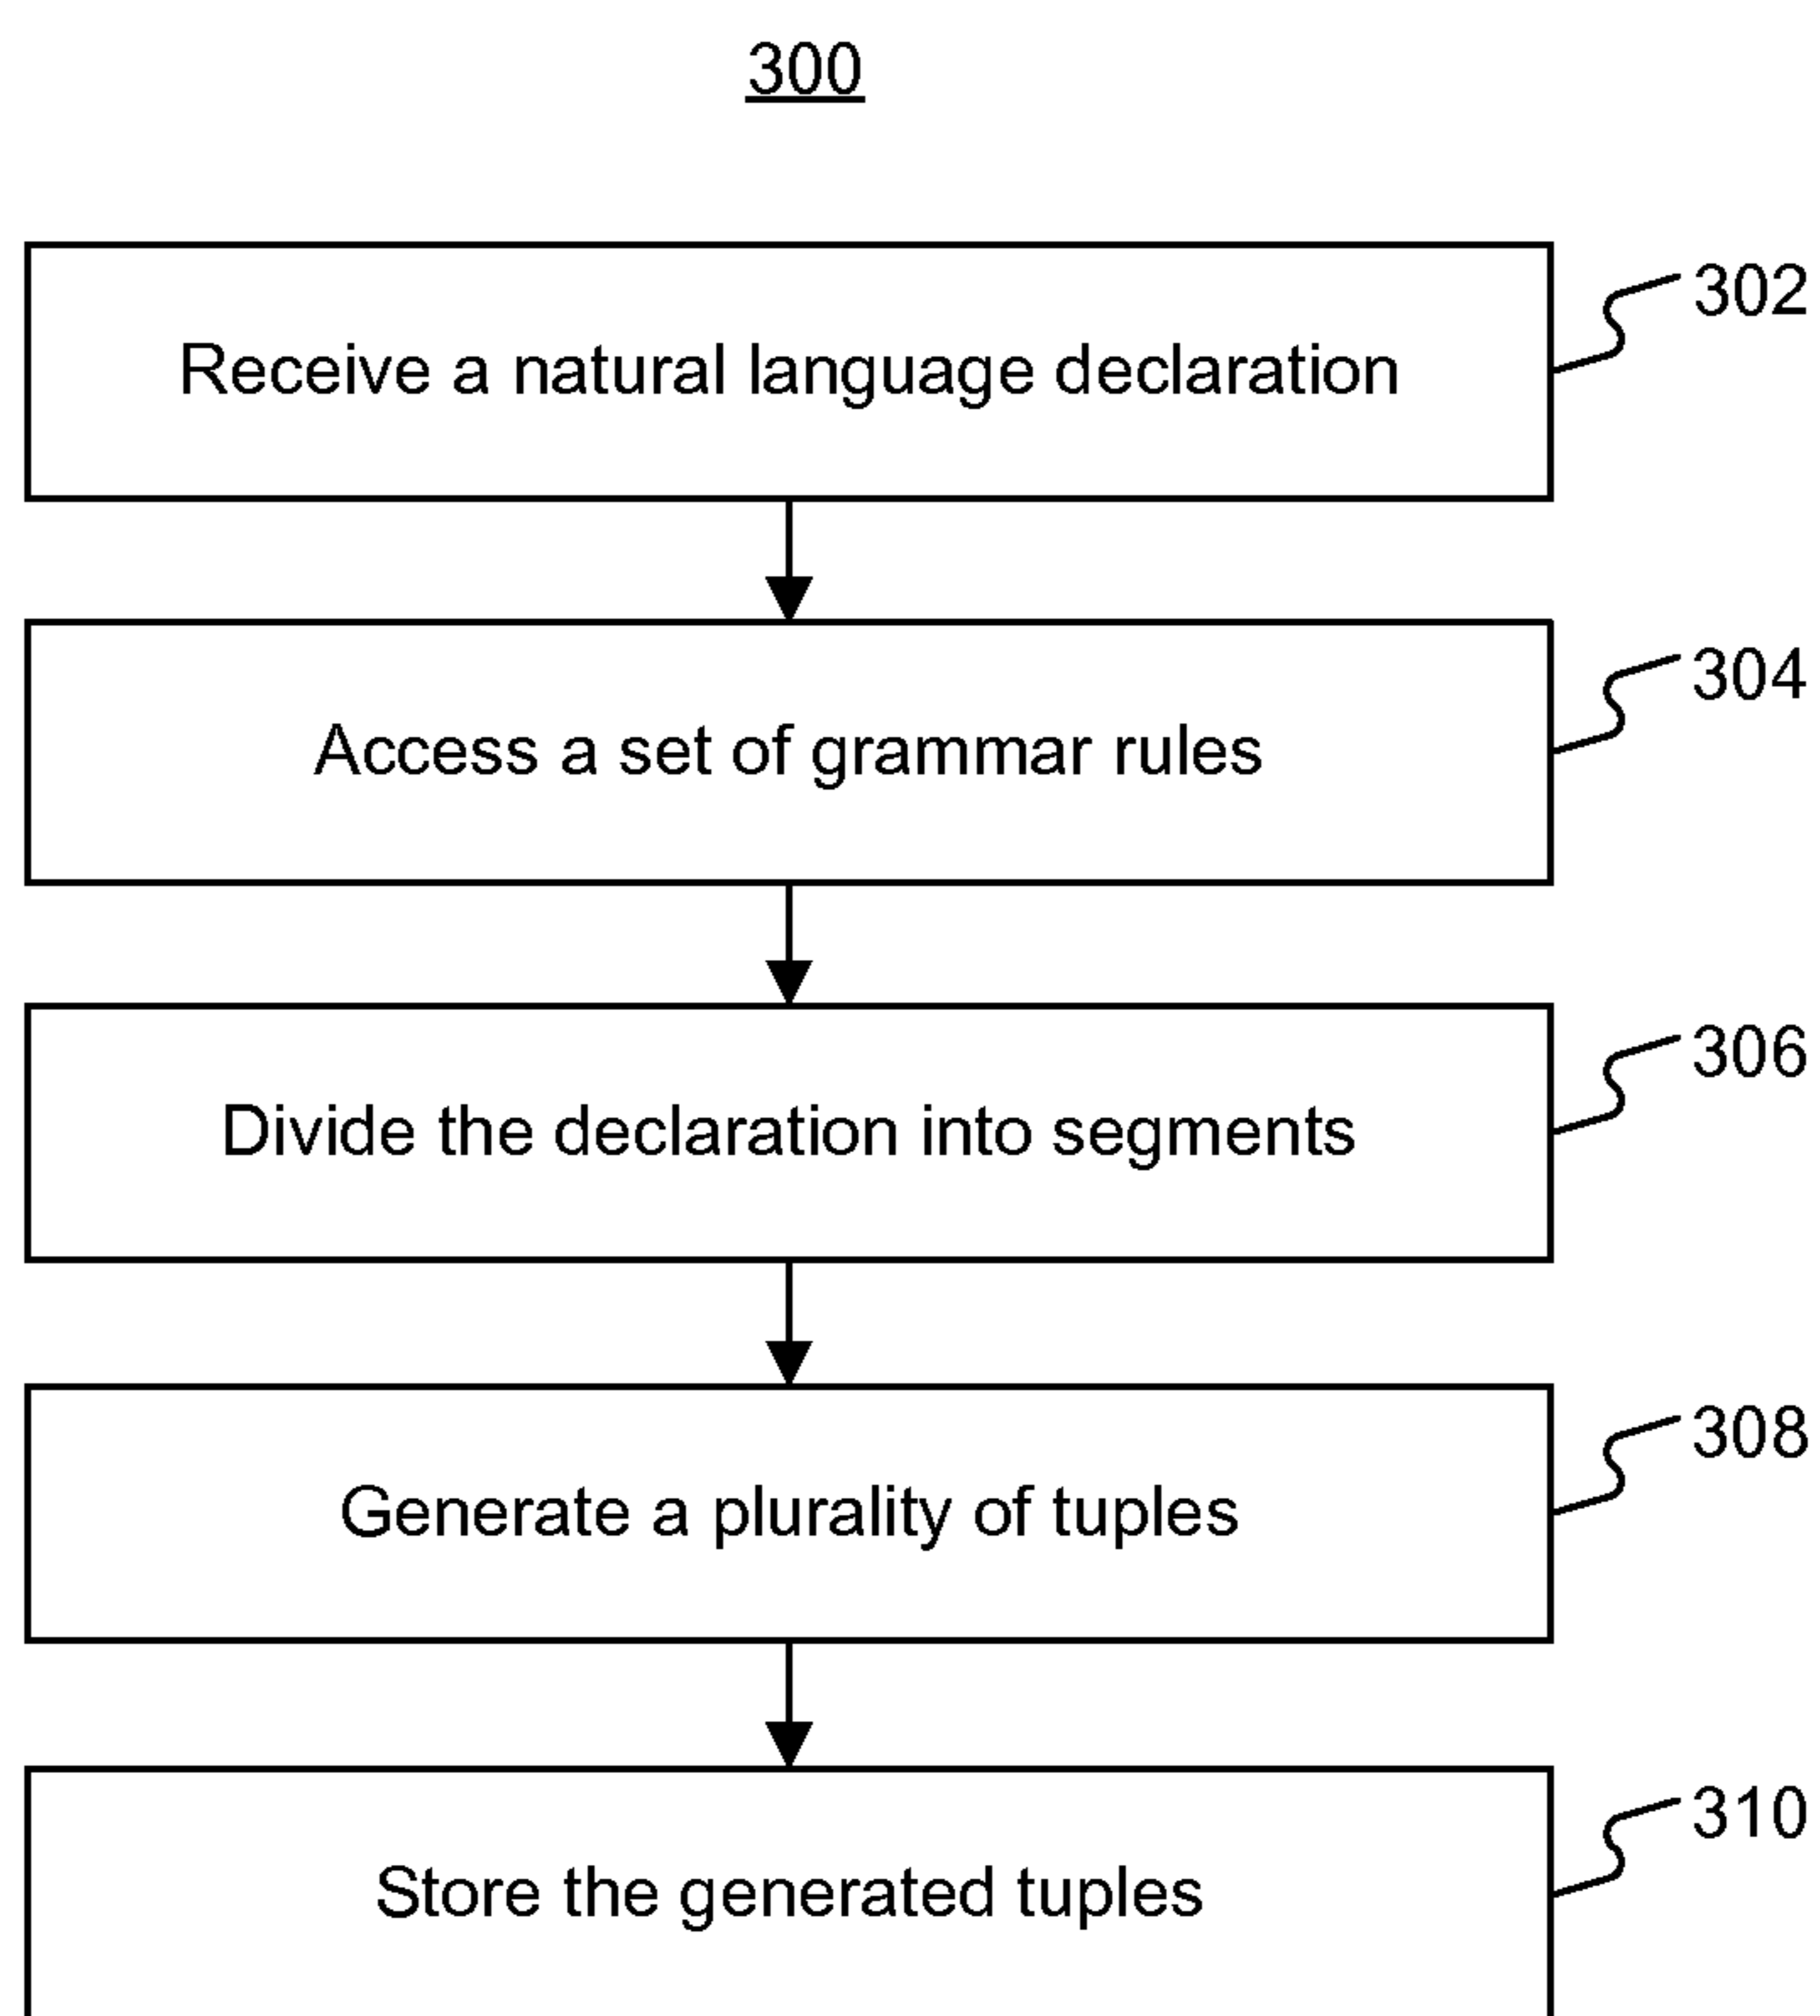 300
Receive a natural language declaration
302
Access a set of grammar rules
304
Divide the declaration into segments
306
Generate a plurality of tuples
308
Store the generated tuples
310